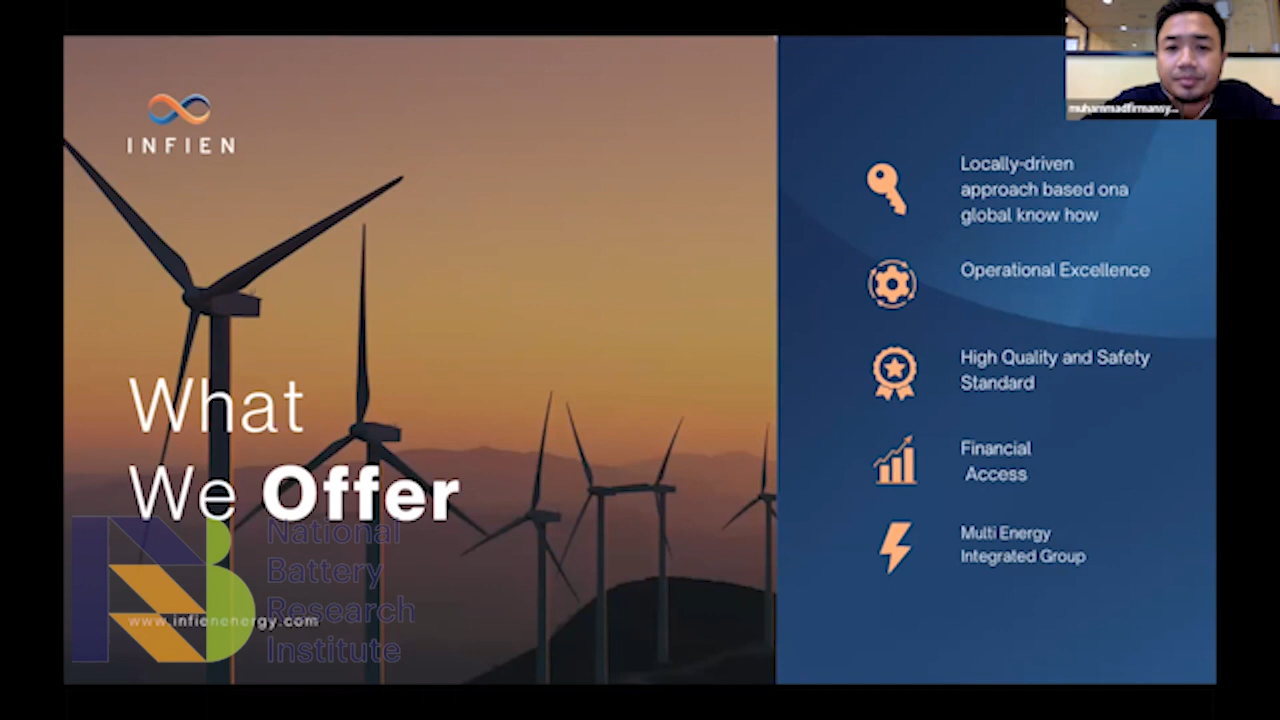 INFIEN
What
We Offer
National
Battery
Research
Institute
www.infienenergy.com
muhammadfirmansy...
Locally-driven
approach based ona
global know how
Operational Excellence
High Quality and Safety
Standard
Financial
Access
Multi Energy
Integrated Group